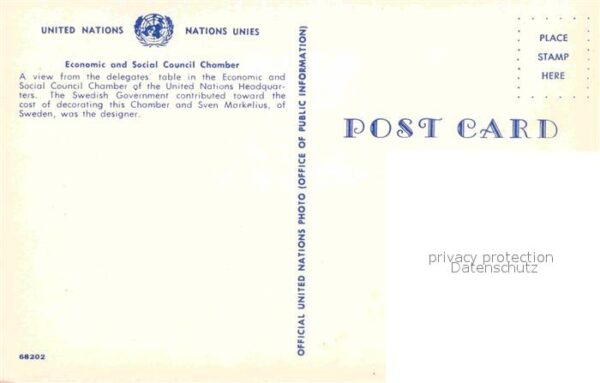 UNITED NATIONS NATIONS UNIES
Economic and Social Council Chamber
A view from the delegates' table in the Economic and
Social Council Chamber of the United Nations Headquar-
ters. The Swedish Government contributed toward the
cost of decorating this Chamber and Sven Markelius, of
Sweden, was the designer.
68202
OFFICIAL UNITED NATIONS PHOTO (OFFICE OF PUBLIC INFORMATION)
PLACE
STAMP
HERE
POST CARD
privacy protection
Datenschutz